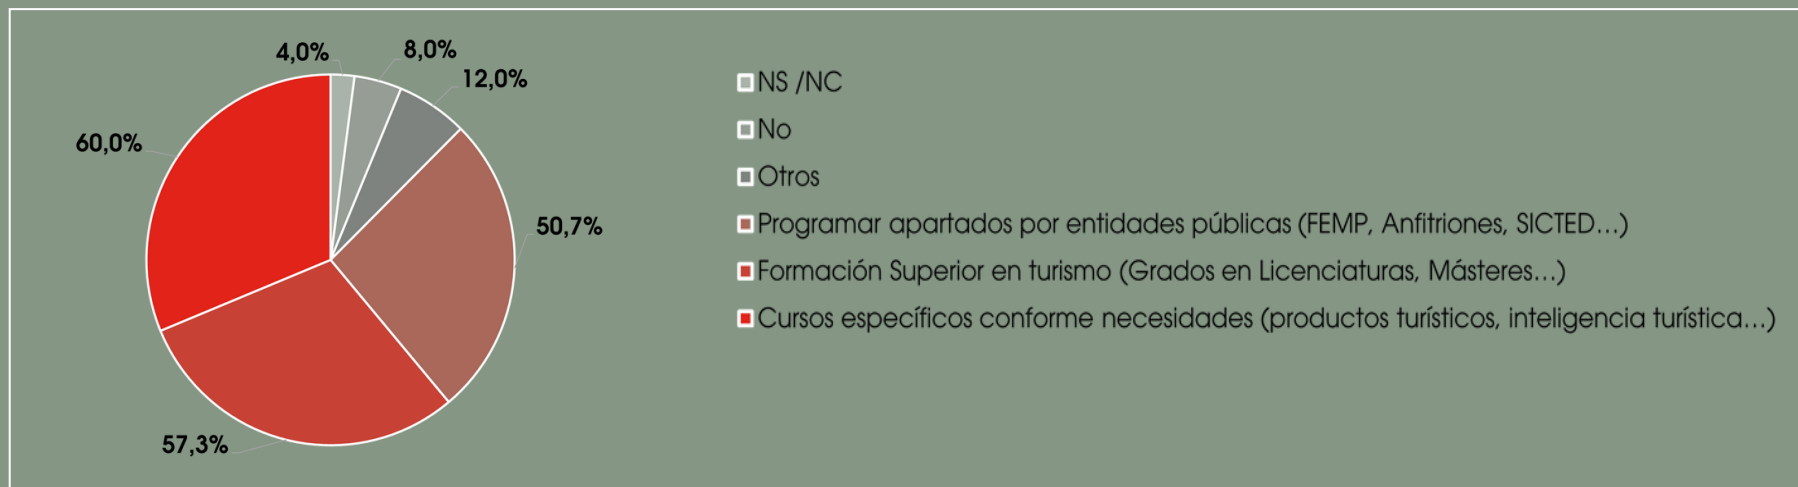 4,0%
8,0%
12,0%
60,0%
50,7%
57,3%
NS /NC
No
Otros
Programar apartados por entidades públicas (FEMP, Anfitriones, SICTED...)
Formación Superior en turismo (Grados en Licenciaturas, Másteres...)
Cursos específicos conforme necesidades (productos turísticos, inteligencia turística...)